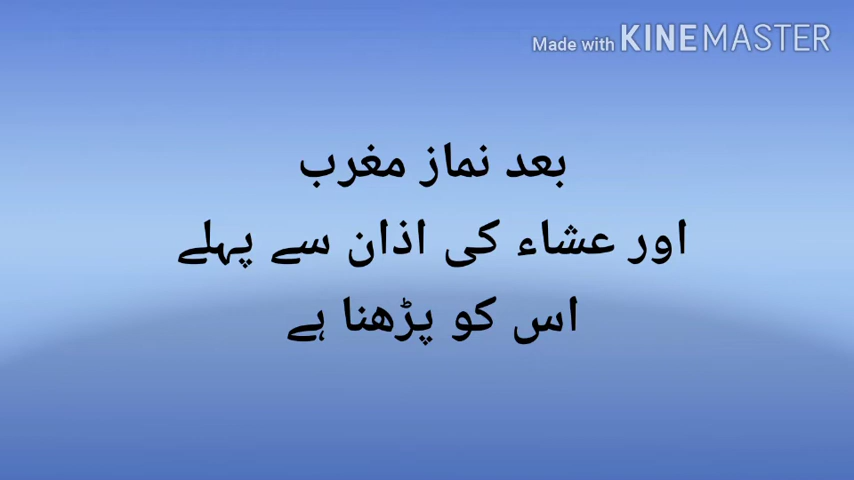 Made with KINEMASTER
بعد نماز مغرب
اور عشاء کی اذان سے پہلے
اس کو پڑھنا ہے